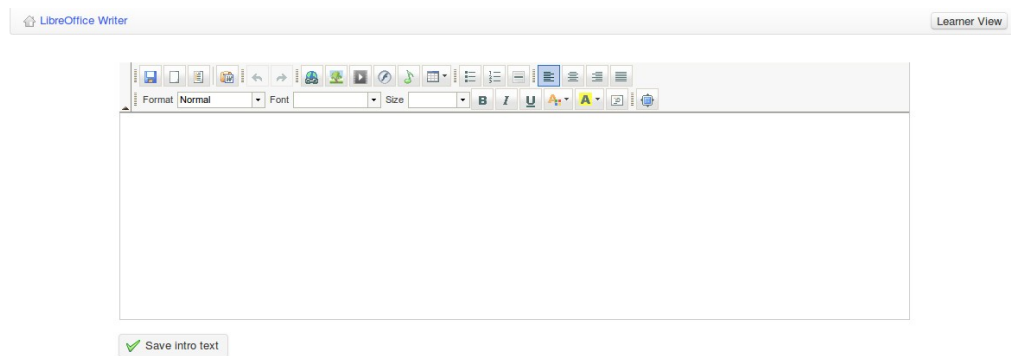 LibreOffice Writer Learner View
Format Normal Font Size B I U A A
Save intro text